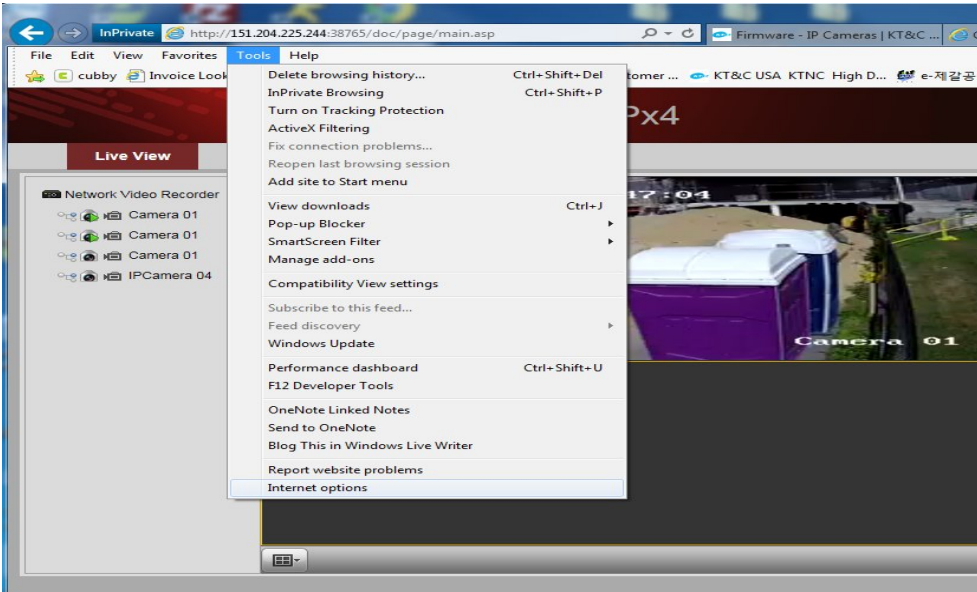 InPrivate http://151.204.225.244:38765/doc/page/main.asp Firmware - IP Cameras | KT&C ...
File Edit View Favorites Tools Help
cubby Invoice Look tomer ... KT&C USA KTNC High D... e-제갈공
Px4
Live View
Network Video Recorder
Camera 01
Camera 01
Camera 01
IPCamera 04
Delete browsing history... Ctrl+Shift+Del
InPrivate Browsing Ctrl+Shift+P
Turn on Tracking Protection
ActiveX Filtering
Fix connection problems...
Reopen last browsing session
Add site to Start menu
View downloads Ctrl+J
Pop-up Blocker
SmartScreen Filter
Manage add-ons
Compatibility View settings
Subscribe to this feed...
Feed discovery
Windows Update
Performance dashboard Ctrl+Shift+U
F12 Developer Tools
OneNote Linked Notes
Send to OneNote
Blog This in Windows Live Writer
Report website problems
Internet options
17:04
Camera 01